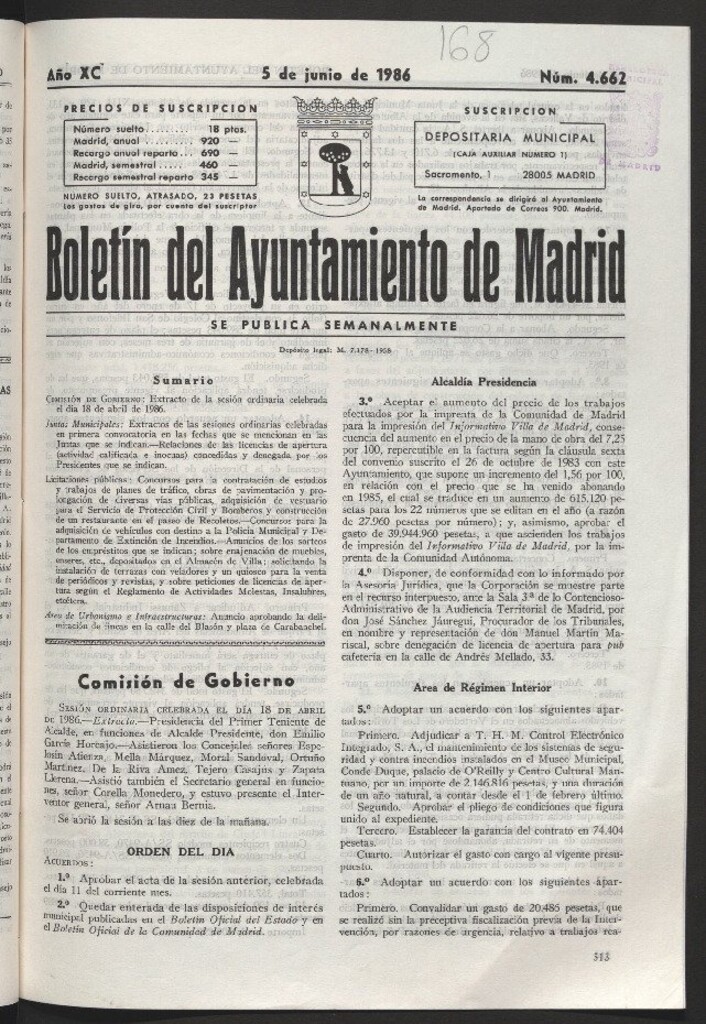 168
Año XC
5 de junio de 1986
Núm. 4.662
PRECIOS DE SUSCRIPCION
Número suelto ......... 18 ptas.
Madrid, anual ...... 920 —
Recargo anual reparto ... 690 —
Madrid, semestral ..... 460 —
Recargo semestral reparto 345 —
NUMERO SUELTO, ATRASADO, 23 PESETAS
Los gastos de giro, por cuenta del suscriptor
SUSCRIPCION
DEPOSITARIA MUNICIPAL
(CAJA AUXILIAR NUMERO 1)
Sacramento, 1 28005 MADRID
La correspondencia se dirigirá al Ayuntamiento
de Madrid. Apartado de Correos 900. Madrid.
Boletín del Ayuntamiento de Madrid
SE PUBLICA SEMANALMENTE
Depósito legal: M. 7.178-1958
Sumario
COMISIÓN DE GOBIERNO: Extracto de la sesión ordinaria celebrada
el día 18 de abril de 1986.
Juntas Municipales: Extractos de las sesiones ordinarias celebradas
en primera convocatoria en las fechas que se mencionan en las
Juntas que se indican.—Relaciones de las licencias de apertura
(actividad calificada e inocuas) concedidas y denegada por los
Presidentes que se indican.
Licitaciones públicas: Concursos para la contratación de estudios
y trabajos de planes de tráfico, obras de pavimentación y pro-
longación de diversas vías públicas, adquisición de vestuario
para el Servicio de Protección Civil y Bomberos y construcción
de un restaurante en el paseo de Recoletos.—Concursos para la
adquisición de vehículos con destino a la Policía Municipal y De-
partamento de Extinción de Incendios.—Anuncios de los sorteos
de los empréstitos que se indican; sobre enajenación de muebles,
enseres, etc., depositados en el Almacén de Villa; solicitando la
instalación de terrazas con veladores y un quiosco para la venta
de periódicos y revistas, y sobre peticiones de licencias de aper-
tura según el Reglamento de Actividades Molestas, Insalubres,
etcétera.
Area de Urbanismo e Infraestructuras: Anuncio aprobando la deli-
mitación de fincas en la calle del Blasón y plaza de Carabanchel.
Comisión de Gobierno
SESIÓN ORDINARIA CELEBRADA EL DÍA 18 DE ABRIL
DE 1986.—Extracto.—Presidencia del Primer Teniente de
Alcalde, en funciones de Alcalde Presidente, don Emilio
García Horcajo.—Asistieron los Concejales señores Espe-
losín Atienza, Mella Márquez, Moral Sandoval, Ortuño
Martínez, De la Riva Amez, Tejero Casajús y Zapata
Llerena.—Asistió también el Secretario general en funcio-
nes, señor Corella Monedero, y estuvo presente el Inter-
ventor general, señor Arnau Bernia.
Se abrió la sesión a las diez de la mañana.
ORDEN DEL DIA
ACUERDOS:
1.º Aprobar el acta de la sesión anterior, celebrada
el día 11 del corriente mes.
2.º Quedar enterada de las disposiciones de interés
municipal publicadas en el Boletín Oficial del Estado y en
el Boletín Oficial de la Comunidad de Madrid.
Alcaldía Presidencia
3.º Aceptar el aumento del precio de los trabajos
efectuados por la imprenta de la Comunidad de Madrid
para la impresión del Informativo Villa de Madrid, conse-
cuencia del aumento en el precio de la mano de obra del 7,25
por 100, repercutible en la factura según la cláusula sexta
del convenio suscrito el 26 de octubre de 1983 con este
Ayuntamiento, que supone un incremento del 1,56 por 100,
en relación con el precio que se ha venido abonando
en 1985, el cual se traduce en un aumento de 615.120 pe-
setas para los 22 números que se editan en el año (a razón
de 27.960 pesetas por número); y, asimismo, aprobar el
gasto de 39.944.960 pesetas, a que ascienden los trabajos
de impresión del Informativo Villa de Madrid, por la im-
prenta de la Comunidad Autónoma.
4.º Disponer, de conformidad con lo informado por
la Asesoría Jurídica, que la Corporación se muestre parte
en el recurso interpuesto, ante la Sala 3.ª de lo Contencioso-
Administrativo de la Audiencia Territorial de Madrid, por
don José Sánchez Jáuregui, Procurador de los Tribunales,
en nombre y representación de don Manuel Martín Ma-
riscal, sobre denegación de licencia de apertura para pub
cafetería en la calle de Andrés Mellado, 33.
Area de Régimen Interior
5.º Adoptar un acuerdo con los siguientes apar-
tados:
Primero. Adjudicar a T. H. M. Control Electrónico
Integrado, S. A., el mantenimiento de los sistemas de segu-
ridad y contra incendios instalados en el Museo Municipal,
Conde Duque, palacio de O'Reilly y Centro Cultural Man-
zanares, por un importe de 2.146.816 pesetas, y una duración
de un año natural, a contar desde el 1 de febrero último.
Segundo. Aprobar el pliego de condiciones que figura
unido al expediente.
Tercero. Establecer la garantía del contrato en 74.404
pesetas.
Cuarto. Autorizar el gasto con cargo al vigente presu-
puesto.
6.º Adoptar un acuerdo con los siguientes apar-
tados:
Primero. Convalidar un gasto de 20.485 pesetas, que
se realizó sin la preceptiva fiscalización previa de la Inter-
vención, por razones de urgencia, relativo a trabajos rea-
313